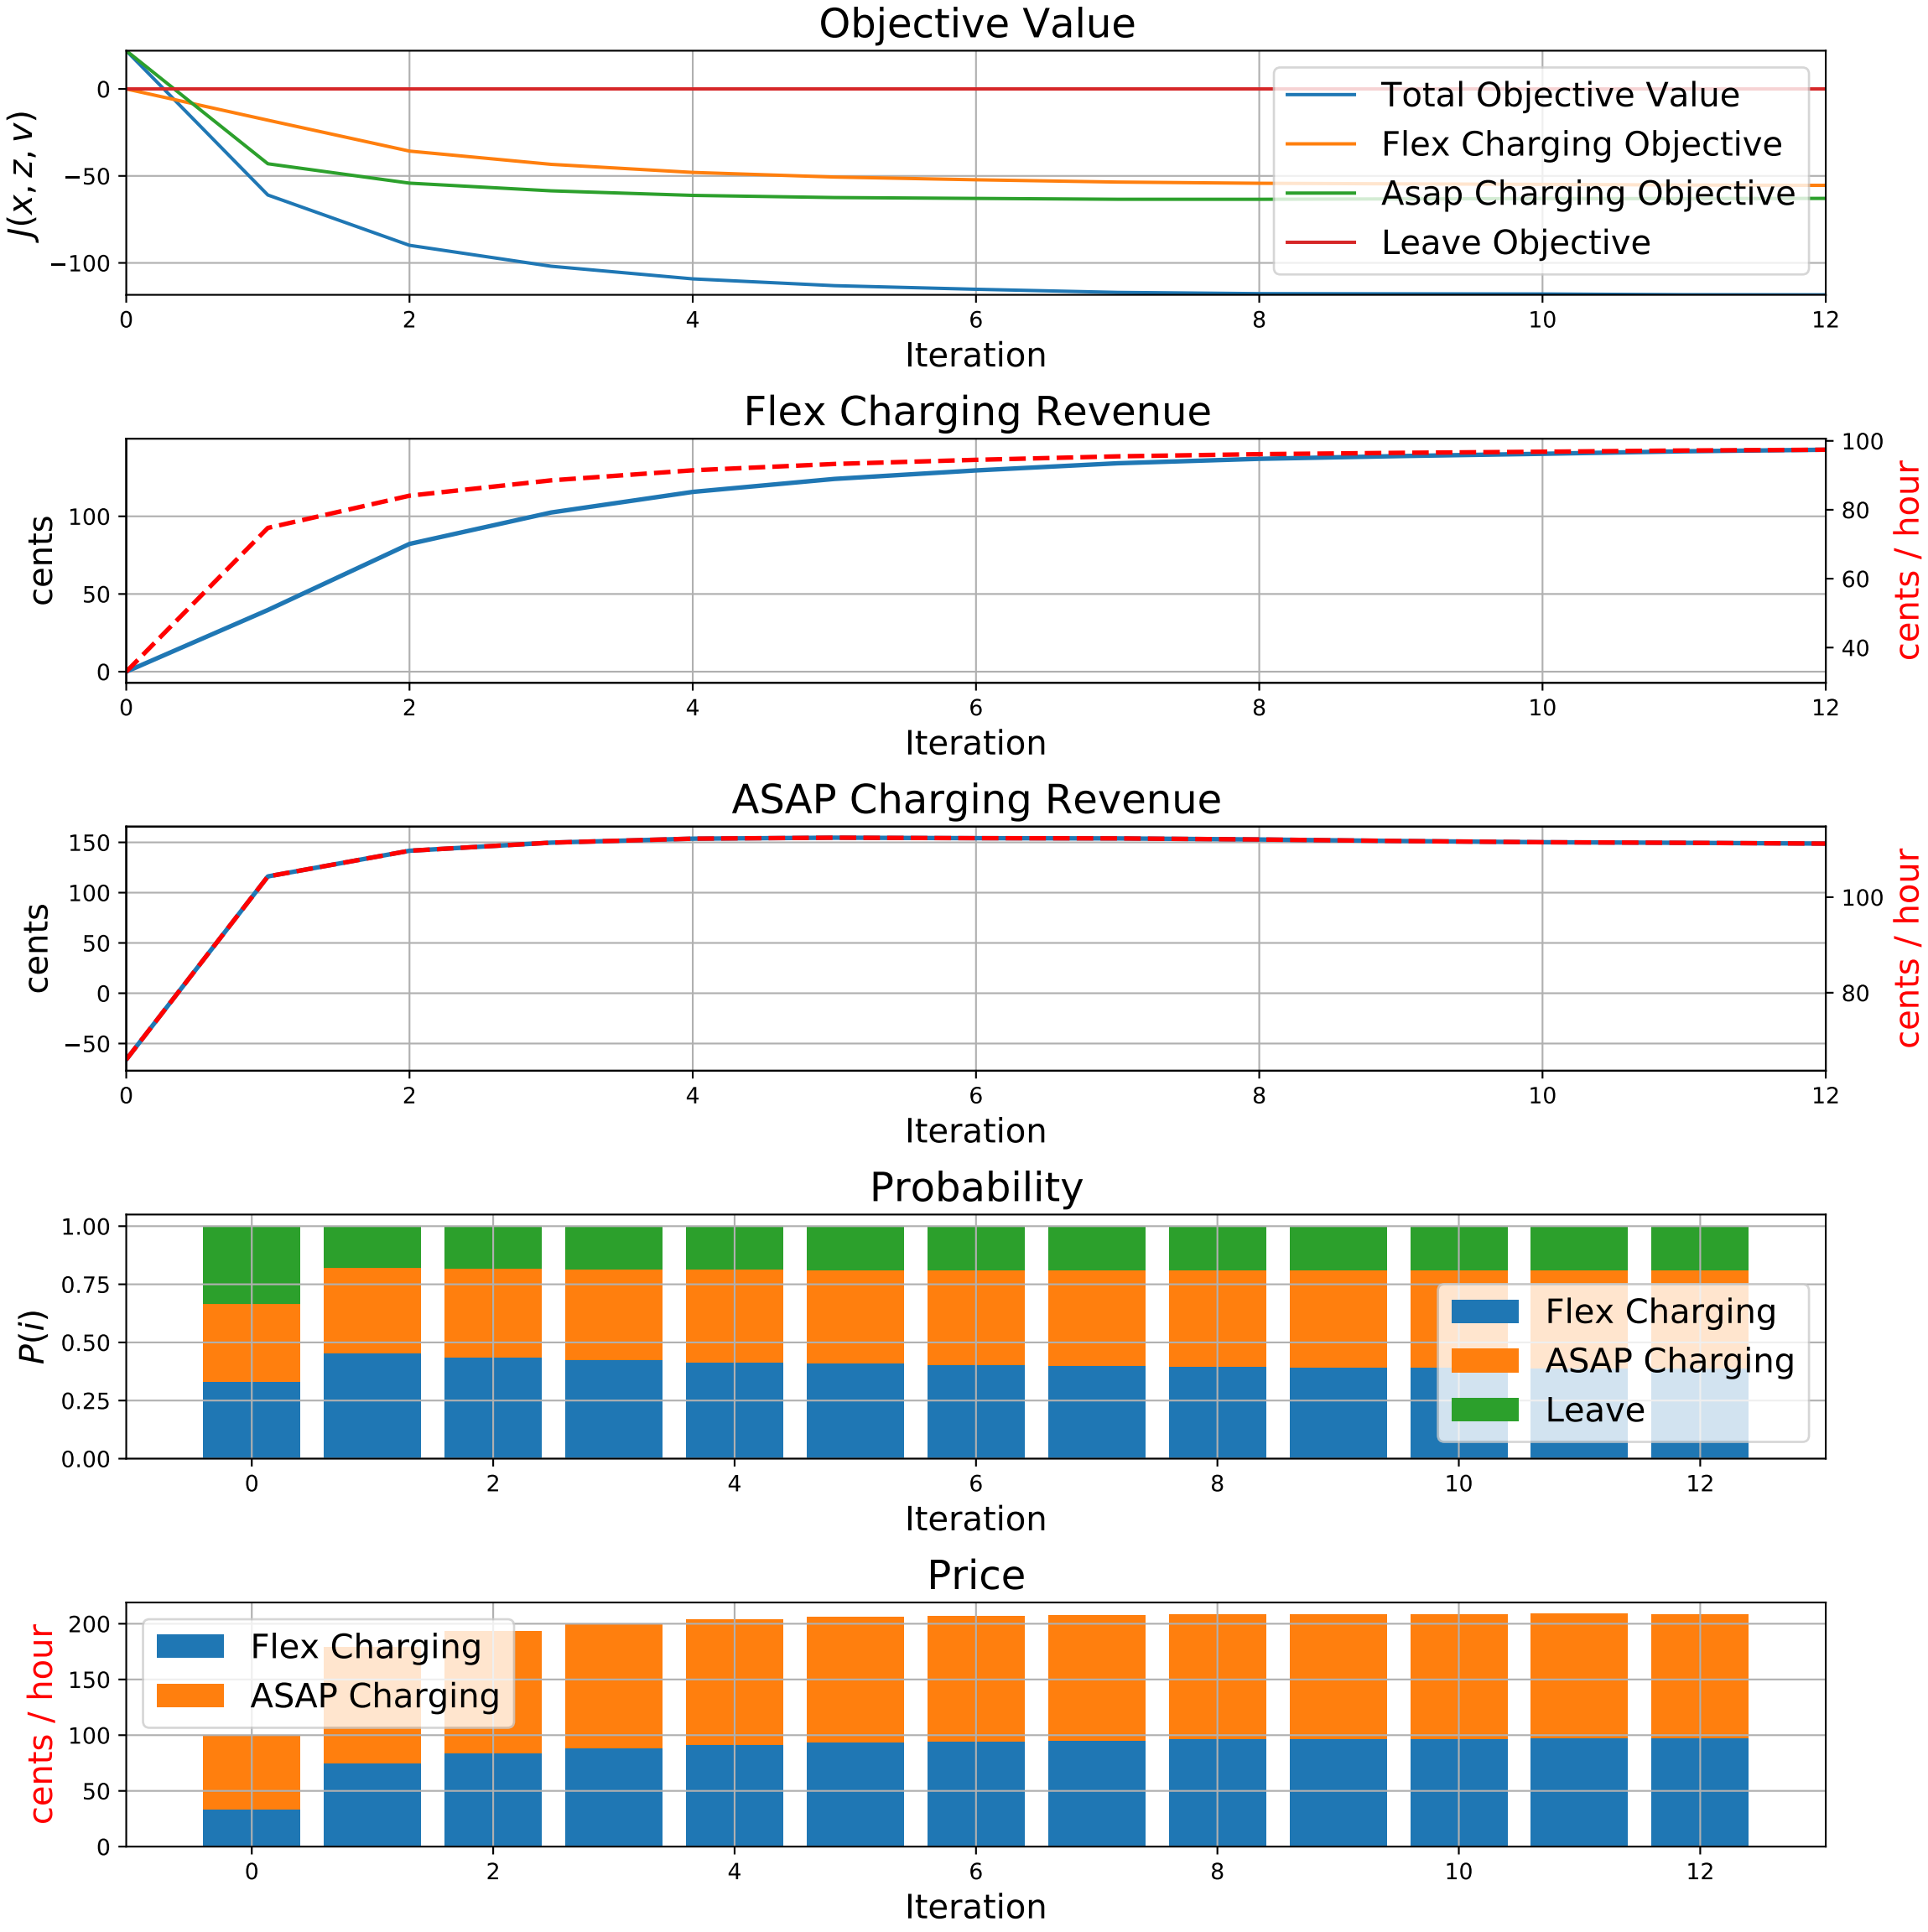 Objective Value
0
−50
−100
J(x, z, v)
Total Objective Value
Flex Charging Objective
Asap Charging Objective
Leave Objective
0 2 4 6 8 10 12
Iteration
Flex Charging Revenue
100
50
0
cents
100
80
60
40
cents / hour
0 2 4 6 8 10 12
Iteration
ASAP Charging Revenue
150
100
50
0
−50
cents
100
80
cents / hour
0 2 4 6 8 10 12
Iteration
Probability
1.00
0.75
0.50
0.25
0.00
P(i)
Flex Charging
ASAP Charging
Leave
0 2 4 6 8 10 12
Iteration
Price
200
150
100
50
0
cents / hour
Flex Charging
ASAP Charging
0 2 4 6 8 10 12
Iteration